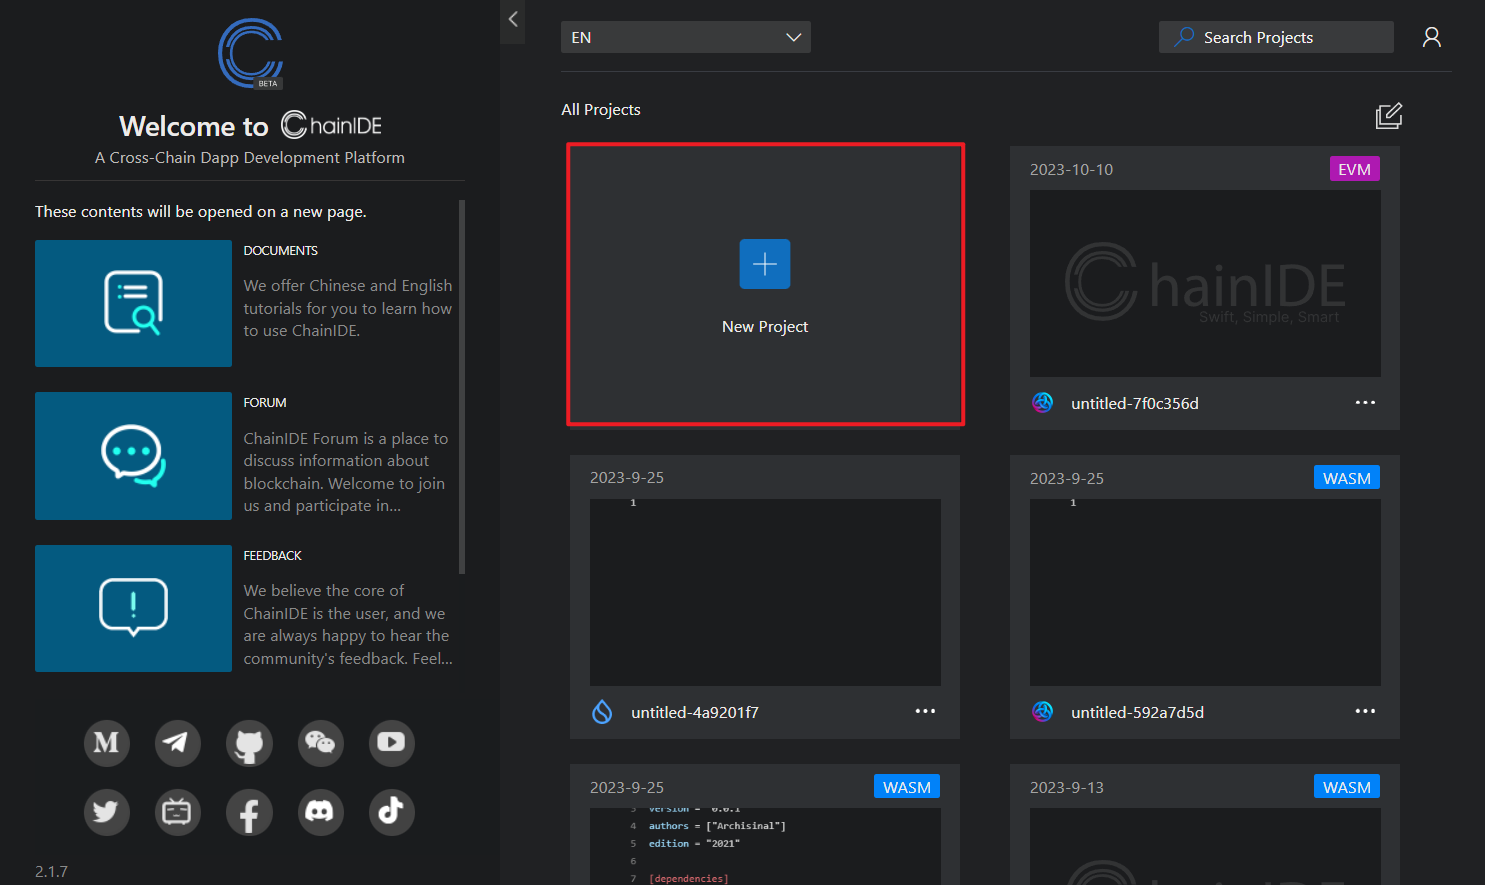 BETA
Welcome to ChainIDE
A Cross-Chain Dapp Development Platform
These contents will be opened on a new page.
DOCUMENTS
We offer Chinese and English
tutorials for you to learn how
to use ChainIDE.
FORUM
ChainIDE Forum is a place to
discuss information about
blockchain. Welcome to join
us and participate in...
FEEDBACK
We believe the core of
ChainIDE is the user, and we
are always happy to hear the
community's feedback. Feel...
2.1.7
EN
Search Projects
All Projects
New Project
2023-10-10
EVM
ChainIDE
Swift, Simple, Smart
untitled-7f0c356d
...
2023-9-25
1
untitled-4a9201f7
...
2023-9-25
WASM
1
untitled-592a7d5d
...
2023-9-25
WASM
3 version = "0.0.1"
4 authors = ["Archisinal"]
5 edition = "2021"
6
7 [dependencies]
2023-9-13
WASM